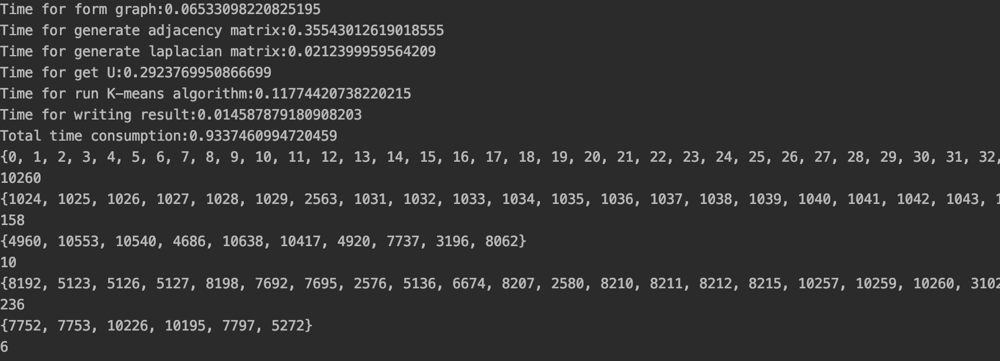 Time for form graph:0.06533098220825195
Time for generate adjacency matrix:0.35543012619018555
Time for generate laplacian matrix:0.0212399959564209
Time for get U:0.2923769950866699
Time for run K-means algorithm:0.11774420738220215
Time for writing result:0.014587879180908203
Total time consumption:0.9337460994720459
{0, 1, 2, 3, 4, 5, 6, 7, 8, 9, 10, 11, 12, 13, 14, 15, 16, 17, 18, 19, 20, 21, 22, 23, 24, 25, 26, 27, 28, 29, 30, 31, 32,
10260
{1024, 1025, 1026, 1027, 1028, 1029, 2563, 1031, 1032, 1033, 1034, 1035, 1036, 1037, 1038, 1039, 1040, 1041, 1042, 1043,
158
{4960, 10553, 10540, 4686, 10638, 10417, 4920, 7737, 3196, 8062}
10
{8192, 5123, 5126, 5127, 8198, 7692, 7695, 2576, 5136, 6674, 8207, 2580, 8210, 8211, 8212, 8215, 10257, 10259, 10260, 3102
236
{7752, 7753, 10226, 10195, 7797, 5272}
6